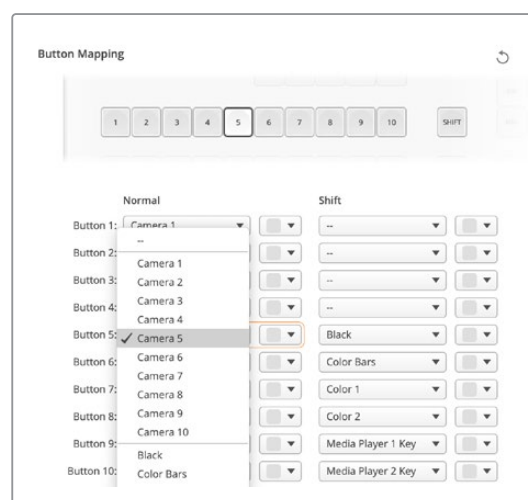 Button Mapping
1 2 3 4 5 6 7 8 9 10 SHIFT
Normal Shift
Button 1: Camera 1 --
--
Button 2: --
Camera 1
Camera 2
Button 3: --
Camera 3
Button 4: --
Camera 4
Button 5: ✓ Camera 5 Black
Button 6: Camera 6 Color Bars
Camera 7
Button 7: Color 1
Camera 8
Button 8: Color 2
Camera 9
Camera 10
Button 9: Media Player 1 Key
Black
Button 10: Color Bars Media Player 2 Key